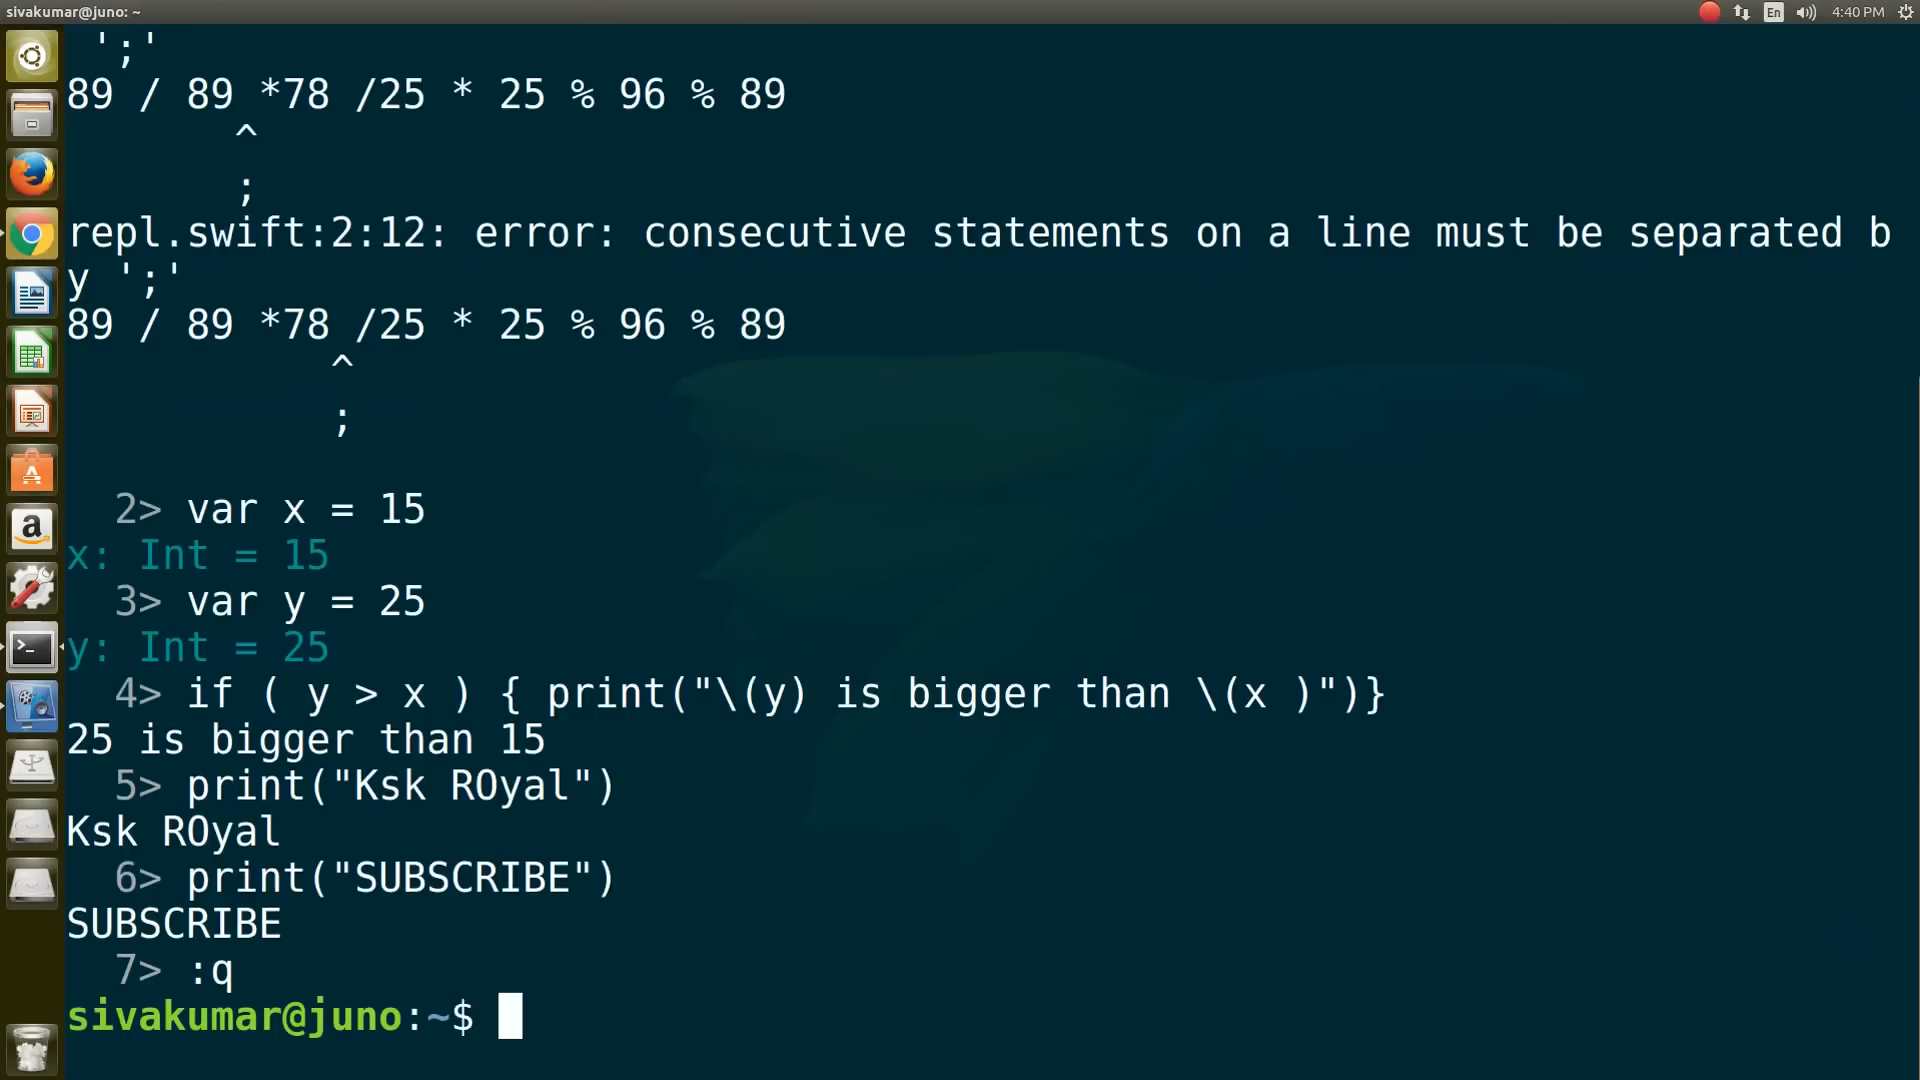 sivakumar@juno: ~
En
4:40 PM
';'
89 / 89 *78 /25 * 25 % 96 % 89
^
;
repl.swift:2:12: error: consecutive statements on a line must be separated b
y ';'
89 / 89 *78 /25 * 25 % 96 % 89
^
;
2> var x = 15
x: Int = 15
3> var y = 25
y: Int = 25
4> if ( y > x ) { print("\(y) is bigger than \(x )")}
25 is bigger than 15
5> print("Ksk ROyal")
Ksk ROyal
6> print("SUBSCRIBE")
SUBSCRIBE
7> :q
sivakumar@juno:~$